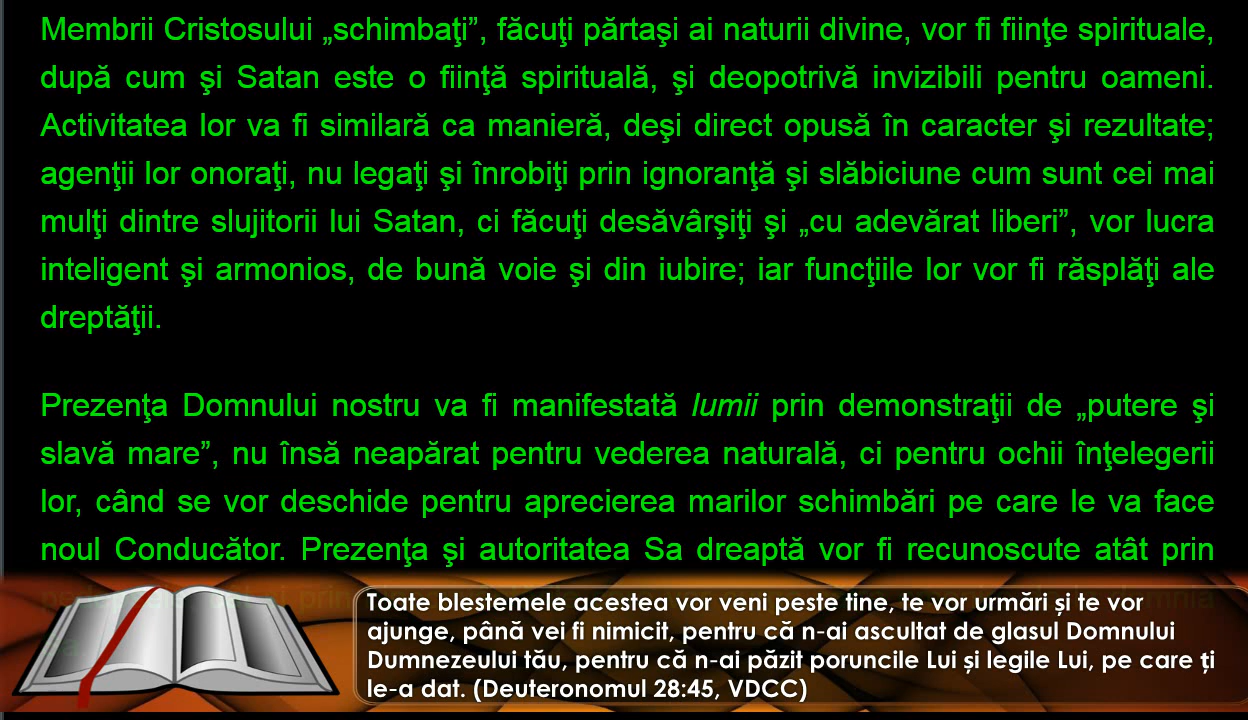 Membrii Cristosului „schimbaţi”, făcuţi părtaşi ai naturii divine, vor fi fiinţe spirituale,
după cum şi Satan este o fiinţă spirituală, şi deopotrivă invizibili pentru oameni.
Activitatea lor va fi similară ca manieră, deşi direct opusă în caracter şi rezultate;
agenţii lor onoraţi, nu legaţi şi înrobiţi prin ignoranţă şi slăbiciune cum sunt cei mai
mulţi dintre slujitorii lui Satan, ci făcuţi desăvârşiţi şi „cu adevărat liberi”, vor lucra
inteligent şi armonios, de bună voie şi din iubire; iar funcţiile lor vor fi răsplăţi ale
dreptăţii.
Prezenţa Domnului nostru va fi manifestată lumii prin demonstraţii de „putere şi
slavă mare”, nu însă neapărat pentru vederea naturală, ci pentru ochii înţelegerii
lor, când se vor deschide pentru aprecierea marilor schimbări pe care le va face
noul Conducător. Prezenţa şi autoritatea Sa dreaptă vor fi recunoscute atât prin
Toate blestemele acestea vor veni peste tine, te vor urmări și te vor
ajunge, până vei fi nimicit, pentru că n-ai ascultat de glasul Domnului
Dumnezeului tău, pentru că n-ai păzit poruncile Lui și legile Lui, pe care ți
le-a dat. (Deuteronomul 28:45, VDCC)